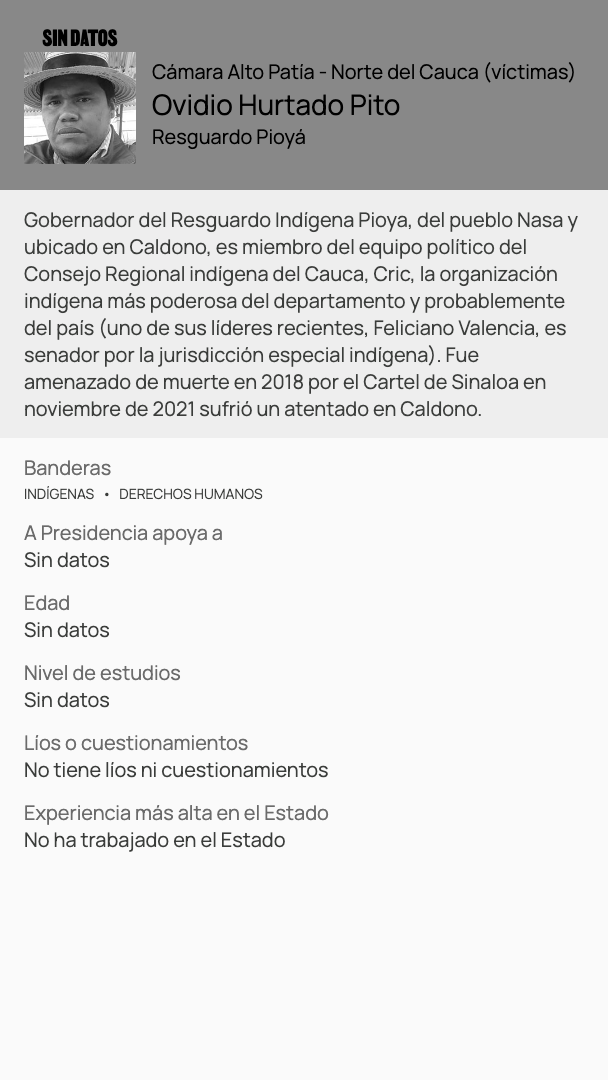 SIN DATOS
Cámara Alto Patía - Norte del Cauca (víctimas)
Ovidio Hurtado Pito
Resguardo Pioyá
Gobernador del Resguardo Indígena Pioya, del pueblo Nasa y
ubicado en Caldono, es miembro del equipo político del
Consejo Regional indígena del Cauca, Cric, la organización
indígena más poderosa del departamento y probablemente
del país (uno de sus líderes recientes, Feliciano Valencia, es
senador por la jurisdicción especial indígena). Fue
amenazado de muerte en 2018 por el Cartel de Sinaloa en
noviembre de 2021 sufrió un atentado en Caldono.
Banderas
INDÍGENAS • DERECHOS HUMANOS
A Presidencia apoya a
Sin datos
Edad
Sin datos
Nivel de estudios
Sin datos
Líos o cuestionamientos
No tiene líos ni cuestionamientos
Experiencia más alta en el Estado
No ha trabajado en el Estado